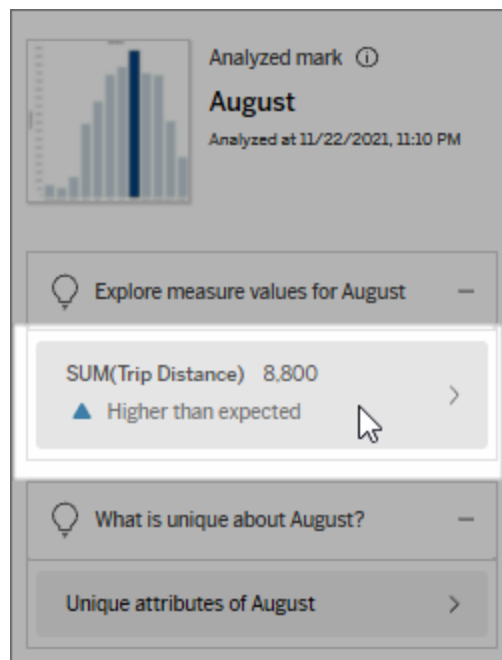 Analyzed mark
August
Analyzed at 11/22/2021, 11:10 PM
Explore measure values for August
SUM(Trip Distance) 8,800
Higher than expected
What is unique about August?
Unique attributes of August